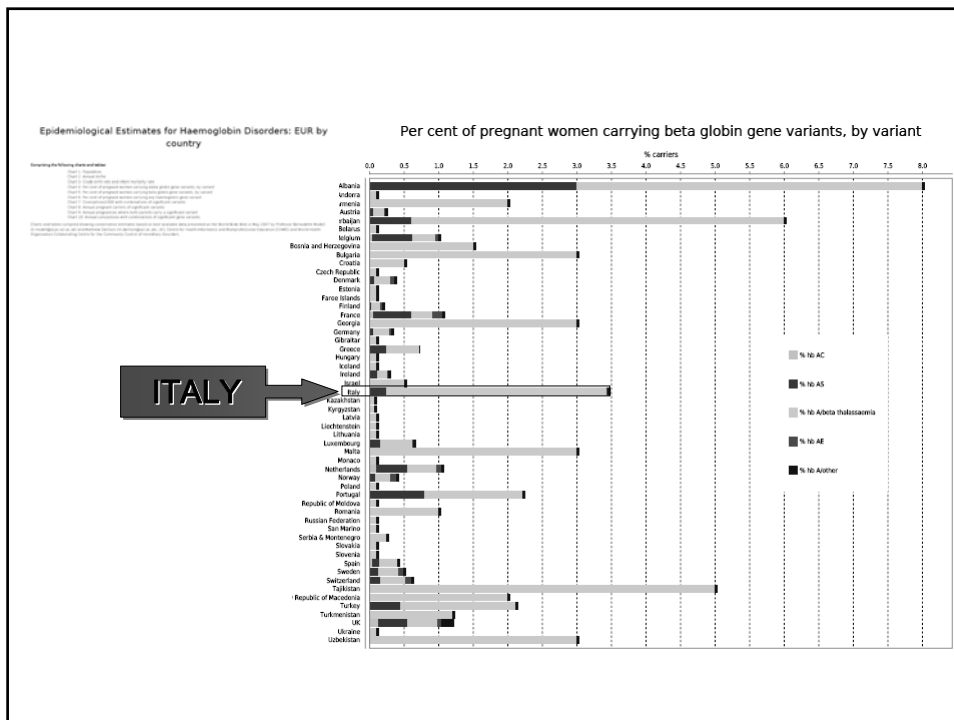 Epidemiological Estimates for Haemoglobin Disorders: EUR by
country
Per cent of pregnant women carrying beta globin gene variants, by variant
% carriers
0.0 0.5 1.0 1.5 2.0 2.5 3.0 3.5 4.0 4.5 5.0 5.5 6.0 6.5 7.0 7.5 8.0
Albania
ndorra
rmenia
Austria
rbaijan
Belarus
elgium
Bosnia and Herzegovina
Bulgaria
Croatia
Czech Republic
Denmark
Estonia
Faroe Islands
Finland
France
Georgia
Germany
Gibraltar
Greece
Hungary
Iceland
Ireland
Israel
Italy
Kazakhstan
Kyrgyzstan
Latvia
Liechtenstein
Lithuania
Luxembourg
Malta
Monaco
Netherlands
Norway
Poland
Portugal
Republic of Moldova
Romania
Russian Federation
San Marino
Serbia & Montenegro
Slovakia
Slovenia
Spain
Sweden
Switzerland
Tajikistan
Republic of Macedonia
Turkey
Turkmenistan
UK
Ukraine
Uzbekistan
ITALY
% hb AC
% hb AS
% hb A/beta thalassaemia
% hb AE
% hb A/other